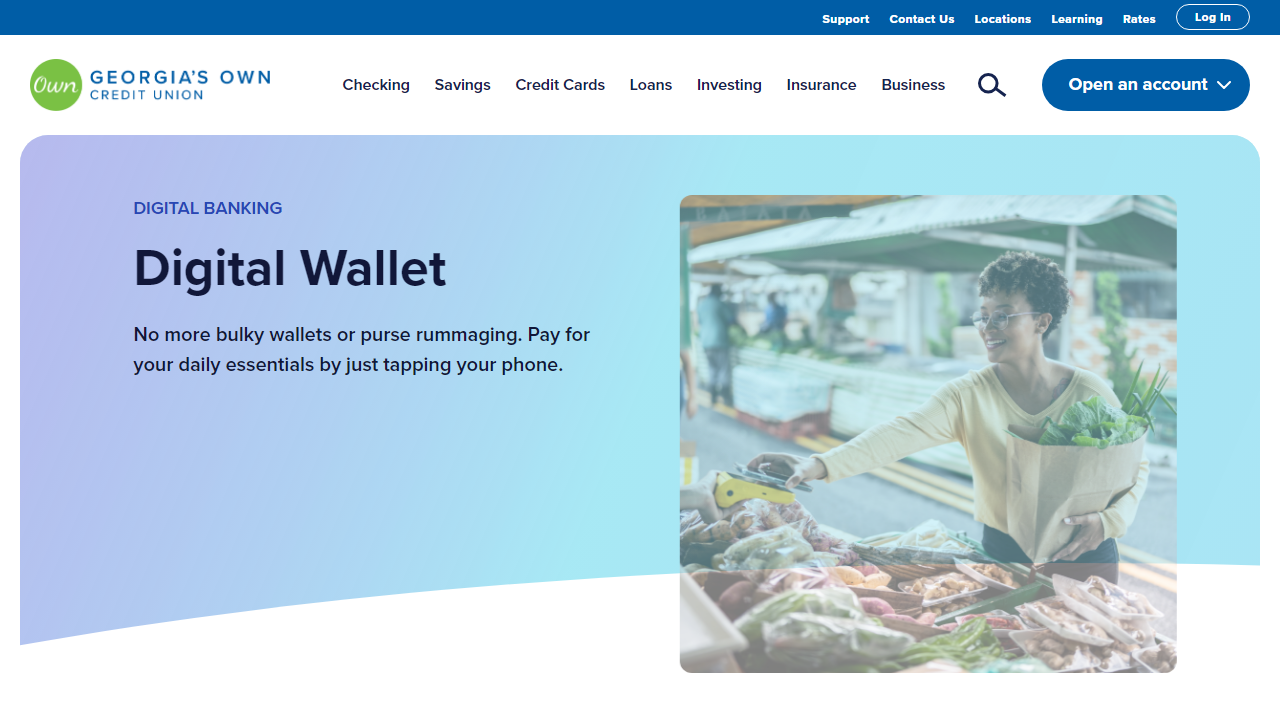 Support Contact Us Locations Learning Rates Log In
Own GEORGIA'S OWN
CREDIT UNION
Checking Savings Credit Cards Loans Investing Insurance Business Open an account
DIGITAL BANKING
Digital Wallet
No more bulky wallets or purse rummaging. Pay for
your daily essentials by just tapping your phone.